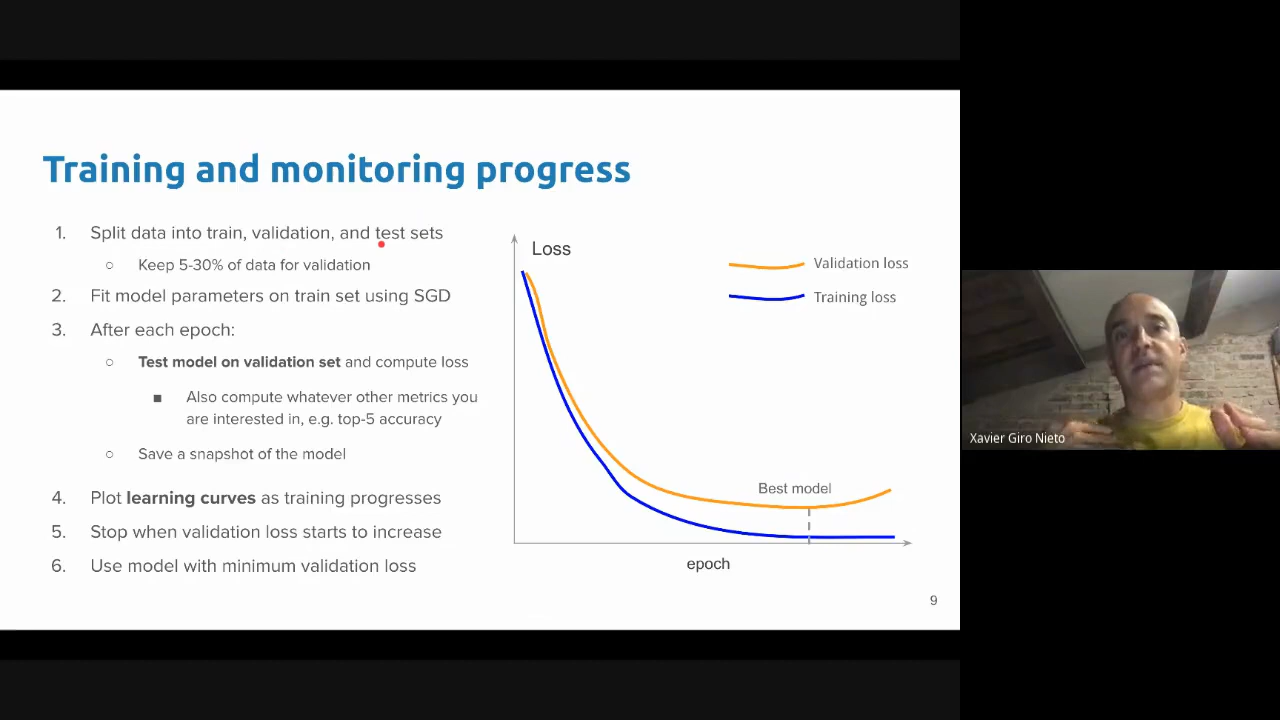 Training and monitoring progress
1. Split data into train, validation, and test sets
○ Keep 5-30% of data for validation
2. Fit model parameters on train set using SGD
3. After each epoch:
○ Test model on validation set and compute loss
■ Also compute whatever other metrics you
are interested in, e.g. top-5 accuracy
○ Save a snapshot of the model
4. Plot learning curves as training progresses
5. Stop when validation loss starts to increase
6. Use model with minimum validation loss
Loss
Validation loss
Training loss
Best model
epoch
9
Xavier Giro Nieto